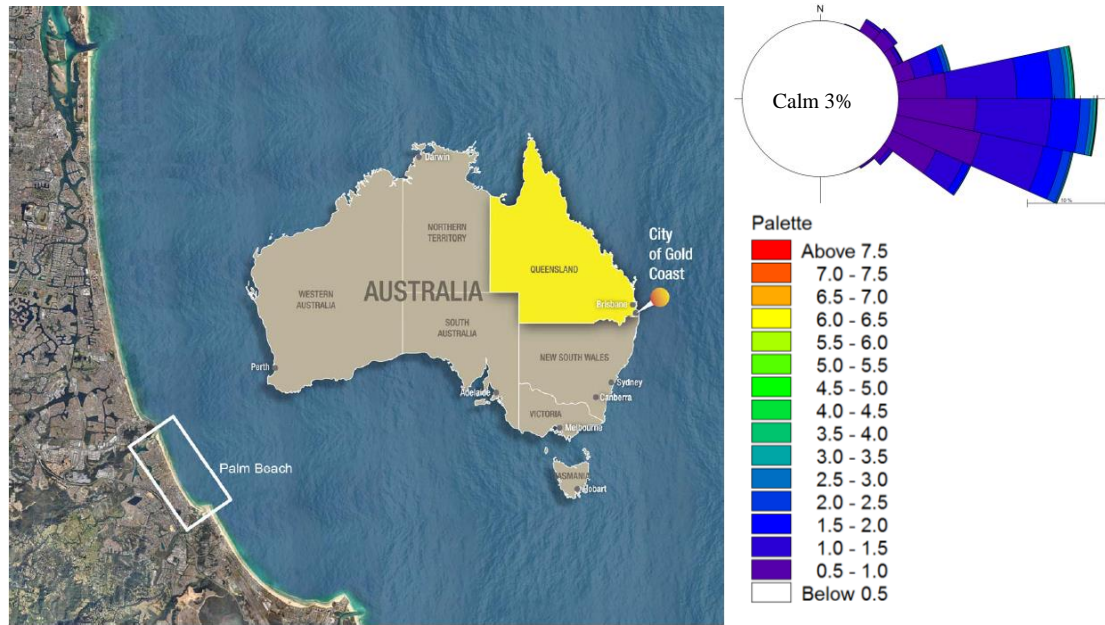 Palm Beach
Darwin
NORTHERN
TERRITORY
QUEENSLAND
City
of Gold
Coast
Brisbane
WESTERN
AUSTRALIA
AUSTRALIA
SOUTH
AUSTRALIA
NEW SOUTH WALES
Perth
Adelaide
Sydney
Canberra
VICTORIA
Melbourne
TASMANIA
Hobart
N
Calm 3%
10 %
Palette
Above 7.5
7.0 - 7.5
6.5 - 7.0
6.0 - 6.5
5.5 - 6.0
5.0 - 5.5
4.5 - 5.0
4.0 - 4.5
3.5 - 4.0
3.0 - 3.5
2.5 - 3.0
2.0 - 2.5
1.5 - 2.0
1.0 - 1.5
0.5 - 1.0
Below 0.5